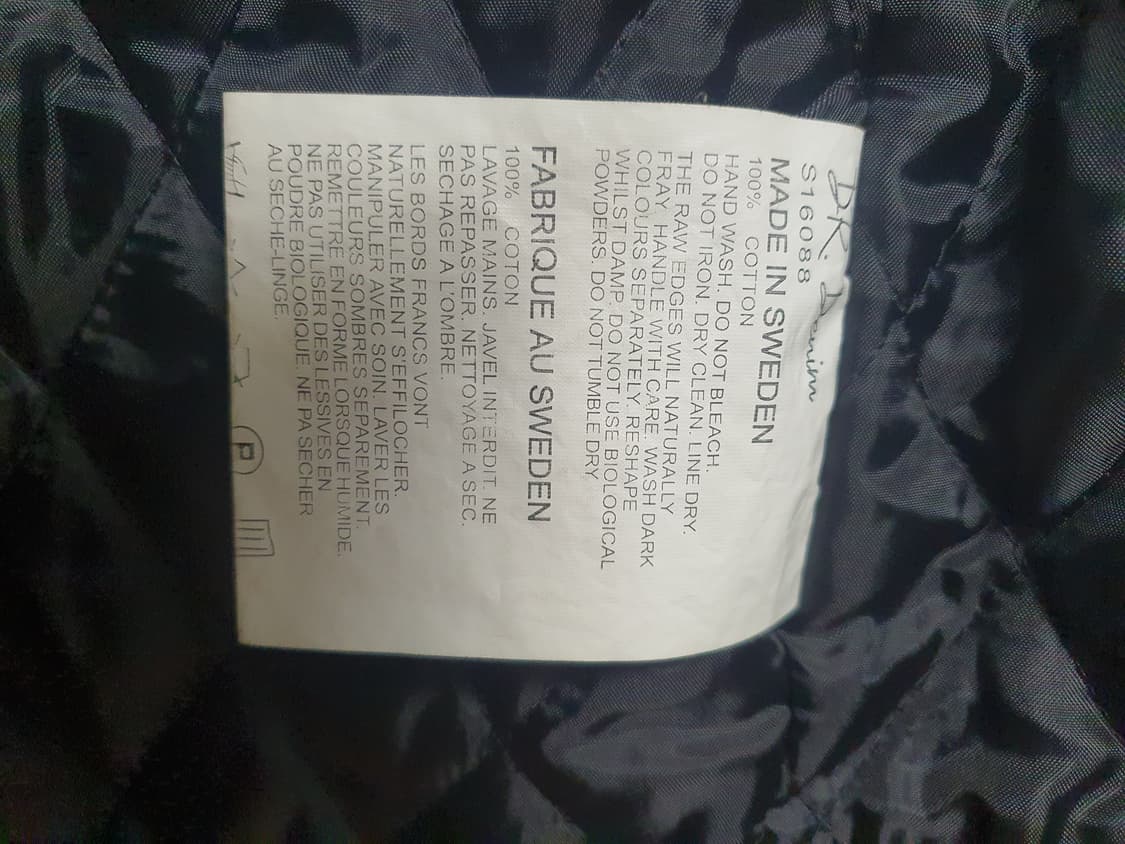 DR. Denim
S16088
MADE IN SWEDEN
100% COTTON
HAND WASH. DO NOT BLEACH.
DO NOT IRON. DRY CLEAN. LINE DRY.
THE RAW EDGES WILL NATURALLY
FRAY. HANDLE WITH CARE. WASH DARK
COLOURS SEPARATELY. RESHAPE
WHILST DAMP. DO NOT USE BIOLOGICAL
POWDERS. DO NOT TUMBLE DRY.
FABRIQUE AU SWEDEN
100% COTON
LAVAGE MAINS. JAVEL INTERDIT. NE
PAS REPASSER. NETTOYAGE A SEC.
SECHAGE A L'OMBRE.
LES BORDS FRANCS VONT
NATURELLEMENT S'EFFILOCHER.
MANIPULER AVEC SOIN. LAVER LES
COULEURS SOMBRES SEPAREMENT.
REMETTRE EN FORME LORSQUE HUMIDE.
NE PAS UTILISER DES LESSIVES EN
POUDRE BIOLOGIQUE. NE PA SECHER
AU SECHE-LINGE.
P